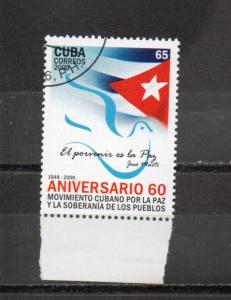 CUBA
CORREOS
2009
65
El porvenir es la Paz
José Martí
1949 - 2009
ANIVERSARIO 60
MOVIMIENTO CUBANO POR LA PAZ
Y LA SOBERANÍA DE LOS PUEBLOS